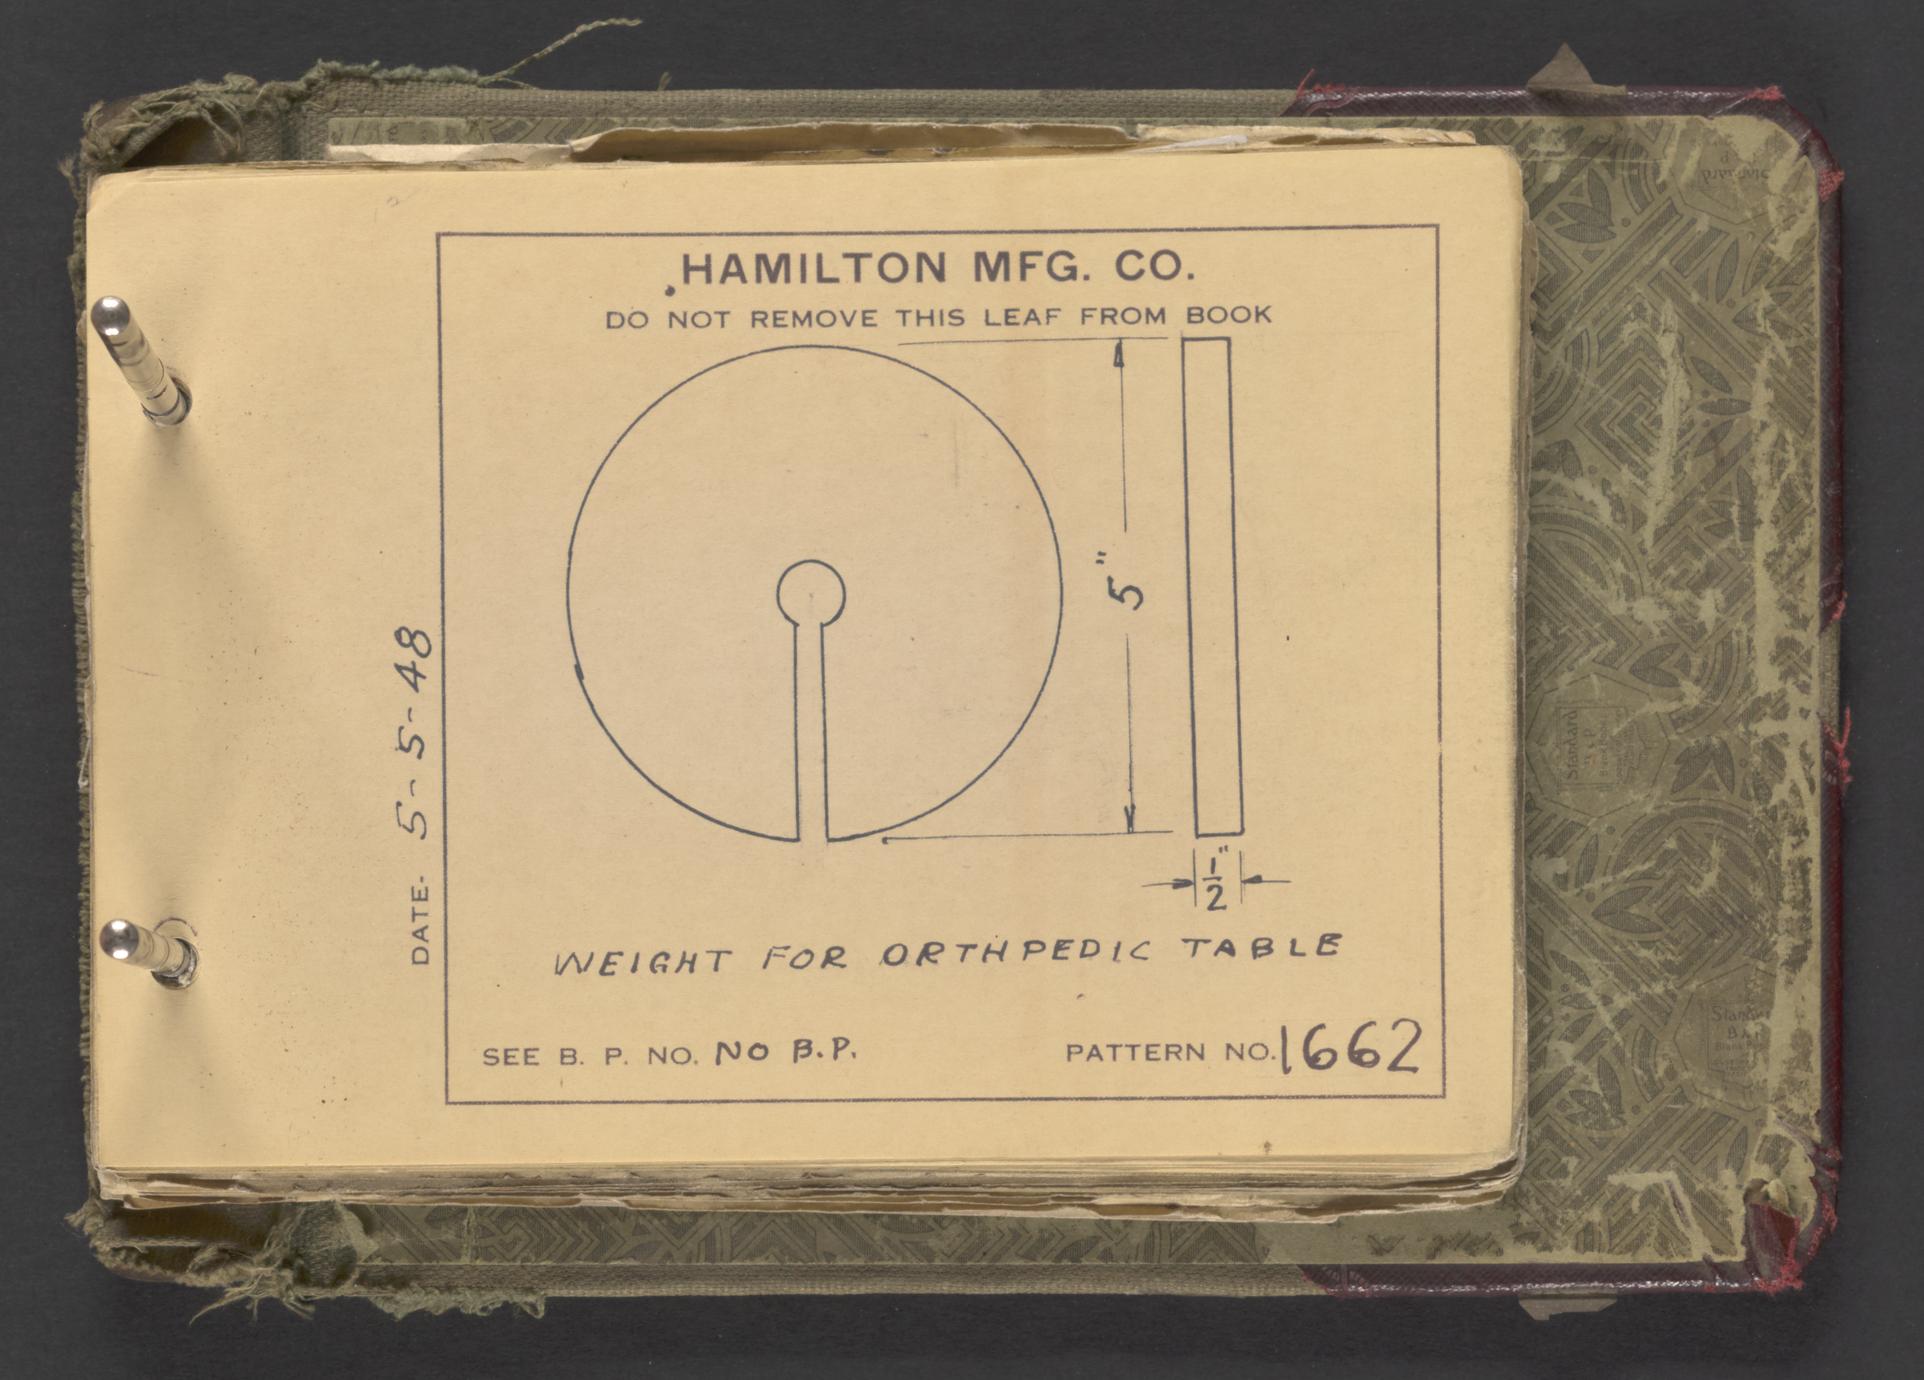 HAMILTON MFG. CO.
DO NOT REMOVE THIS LEAF FROM BOOK
5"
1/2"
DATE- 5-5-48
WEIGHT FOR ORTHPEDIC TABLE
SEE B. P. NO. NO B.P.
PATTERN NO. 1662
Standard